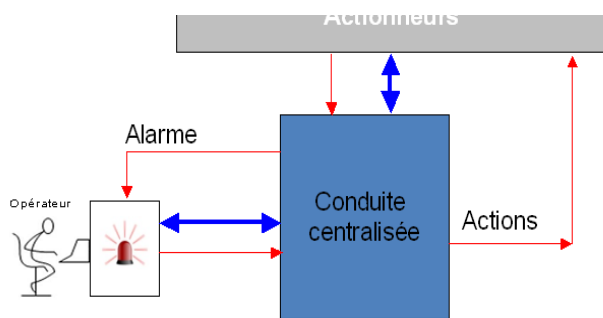 Actionneurs
Alarme
Opérateur
Conduite
centralisée
Actions